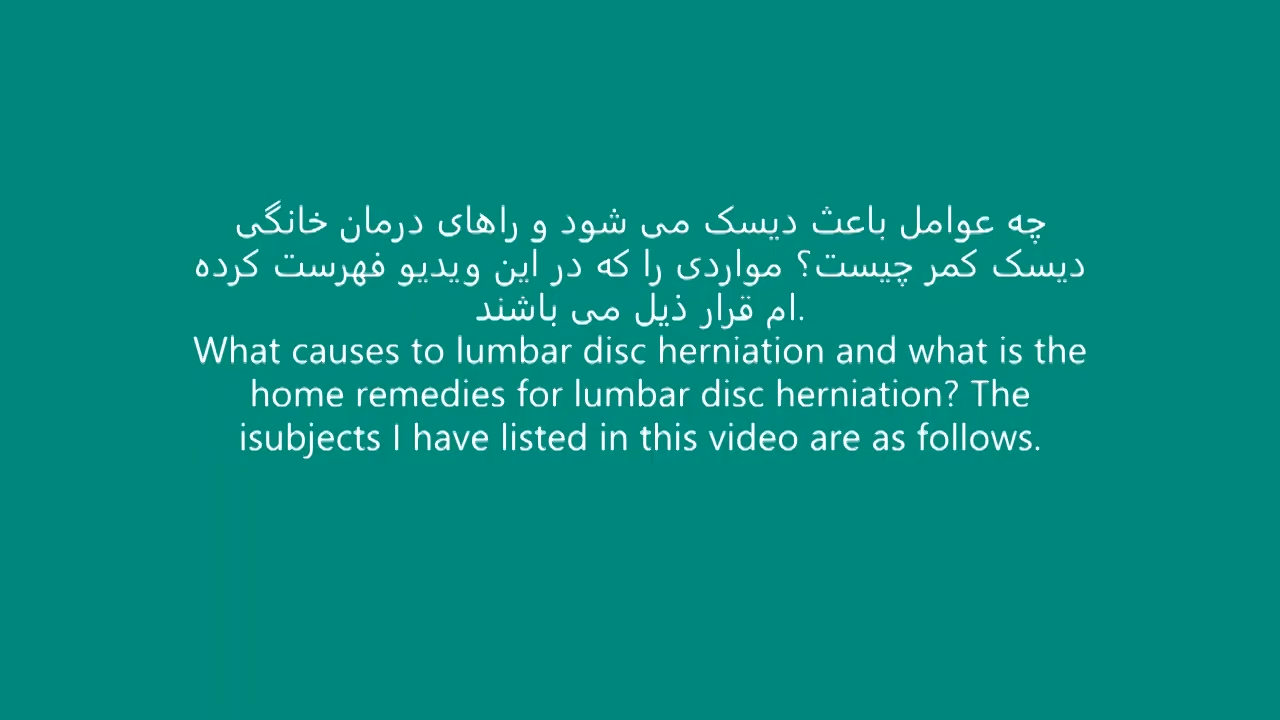 چه عوامل باعث دیسک می شود و راهای درمان خانگی
دیسک کمر چیست؟ مواردی را که در این ویدیو فهرست کرده
ام قرار ذیل می باشند.
What causes to lumbar disc herniation and what is the
home remedies for lumbar disc herniation? The
isubjects I have listed in this video are as follows.